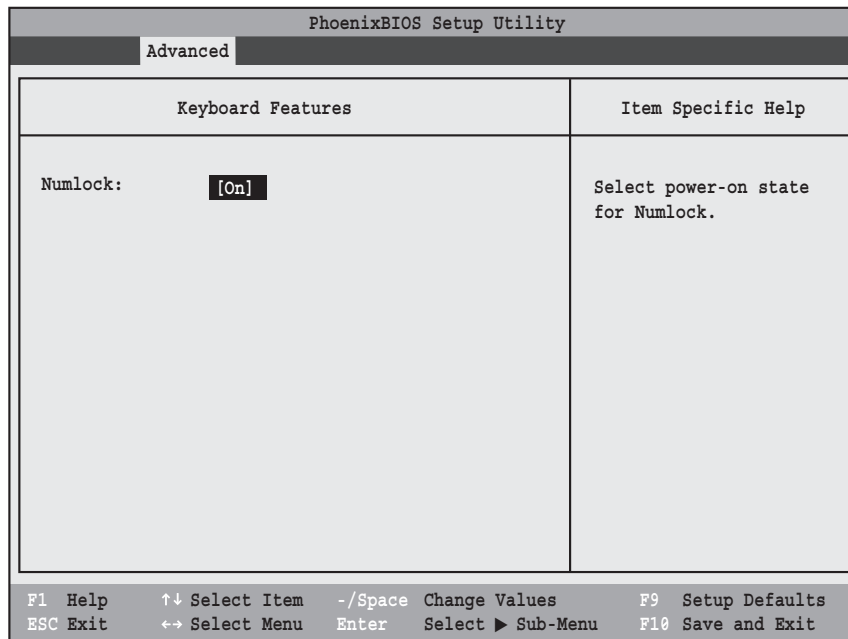 PhoenixBIOS Setup Utility
Advanced
Keyboard Features
Item Specific Help
Numlock: [On]
Select power-on state
for Numlock.
F1 Help ↑↓ Select Item -/Space Change Values F9 Setup Defaults
ESC Exit ←→ Select Menu Enter Select ▶ Sub-Menu F10 Save and Exit